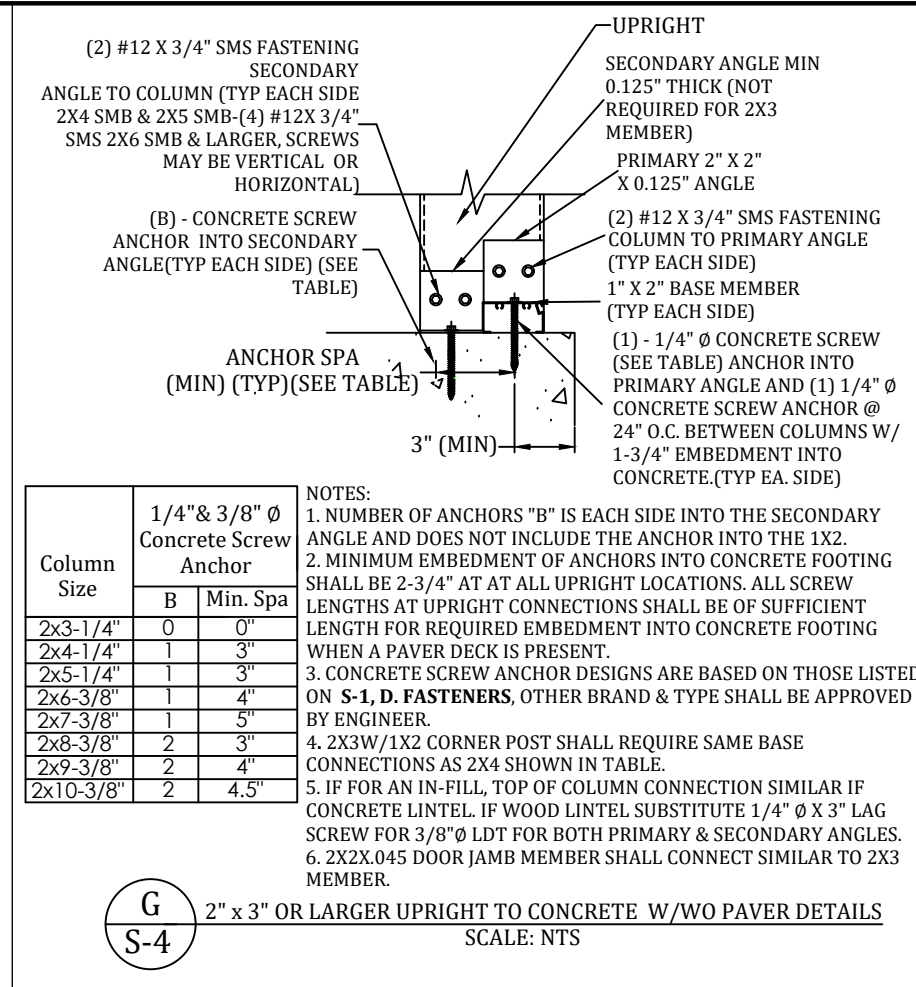 (2) #12 X 3/4" SMS FASTENING
SECONDARY
ANGLE TO COLUMN (TYP EACH SIDE
2X4 SMB & 2X5 SMB-(4) #12X 3/4"
SMS 2X6 SMB & LARGER, SCREWS
MAY BE VERTICAL OR
HORIZONTAL)
(B) - CONCRETE SCREW
ANCHOR INTO SECONDARY
ANGLE(TYP EACH SIDE) (SEE
TABLE)
ANCHOR SPA
(MIN) (TYP)(SEE TABLE)
3" (MIN)
UPRIGHT
SECONDARY ANGLE MIN
0.125" THICK (NOT
REQUIRED FOR 2X3
MEMBER)
PRIMARY 2" X 2"
X 0.125" ANGLE
(2) #12 X 3/4" SMS FASTENING
COLUMN TO PRIMARY ANGLE
(TYP EACH SIDE)
1" X 2" BASE MEMBER
(TYP EACH SIDE)
(1) - 1/4" Ø CONCRETE SCREW
(SEE TABLE) ANCHOR INTO
PRIMARY ANGLE AND (1) 1/4" Ø
CONCRETE SCREW ANCHOR @
24" O.C. BETWEEN COLUMNS W/
1-3/4" EMBEDMENT INTO
CONCRETE.(TYP EA. SIDE)
Column
Size
1/4"& 3/8" Ø
Concrete Screw
Anchor
B Min. Spa
2x3-1/4" 0 0"
2x4-1/4" 1 3"
2x5-1/4" 1 3"
2x6-3/8" 1 4"
2x7-3/8" 1 5"
2x8-3/8" 2 3"
2x9-3/8" 2 4"
2x10-3/8" 2 4.5"
NOTES:
1. NUMBER OF ANCHORS "B" IS EACH SIDE INTO THE SECONDARY
ANGLE AND DOES NOT INCLUDE THE ANCHOR INTO THE 1X2.
2. MINIMUM EMBEDMENT OF ANCHORS INTO CONCRETE FOOTING
SHALL BE 2-3/4" AT AT ALL UPRIGHT LOCATIONS. ALL SCREW
LENGTHS AT UPRIGHT CONNECTIONS SHALL BE OF SUFFICIENT
LENGTH FOR REQUIRED EMBEDMENT INTO CONCRETE FOOTING
WHEN A PAVER DECK IS PRESENT.
3. CONCRETE SCREW ANCHOR DESIGNS ARE BASED ON THOSE LISTED
ON S-1, D. FASTENERS, OTHER BRAND & TYPE SHALL BE APPROVED
BY ENGINEER.
4. 2X3W/1X2 CORNER POST SHALL REQUIRE SAME BASE
CONNECTIONS AS 2X4 SHOWN IN TABLE.
5. IF FOR AN IN-FILL, TOP OF COLUMN CONNECTION SIMILAR IF
CONCRETE LINTEL. IF WOOD LINTEL SUBSTITUTE 1/4" Ø X 3" LAG
SCREW FOR 3/8"Ø LDT FOR BOTH PRIMARY & SECONDARY ANGLES.
6. 2X2X.045 DOOR JAMB MEMBER SHALL CONNECT SIMILAR TO 2X3
MEMBER.
G
S-4
2" x 3" OR LARGER UPRIGHT TO CONCRETE W/WO PAVER DETAILS
SCALE: NTS